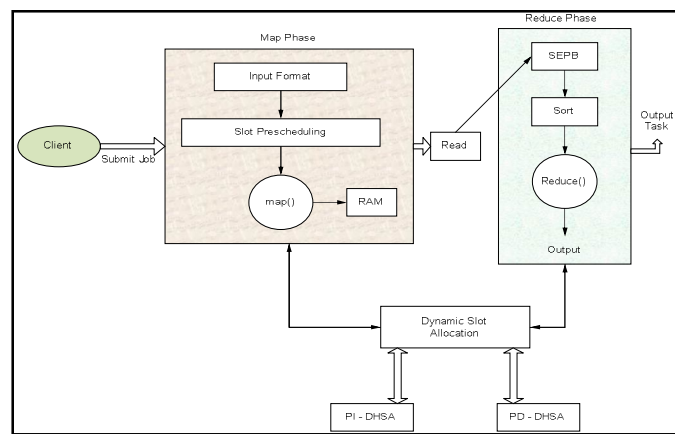 Reduce Phase
Map Phase
Input Format
Slot Prescheduling
map()
RAM
Client
Submit Job
Read
SEPB
Sort
Reduce()
Output
Output
Task
Dynamic Slot
Allocation
PI - DHSA
PD - DHSA